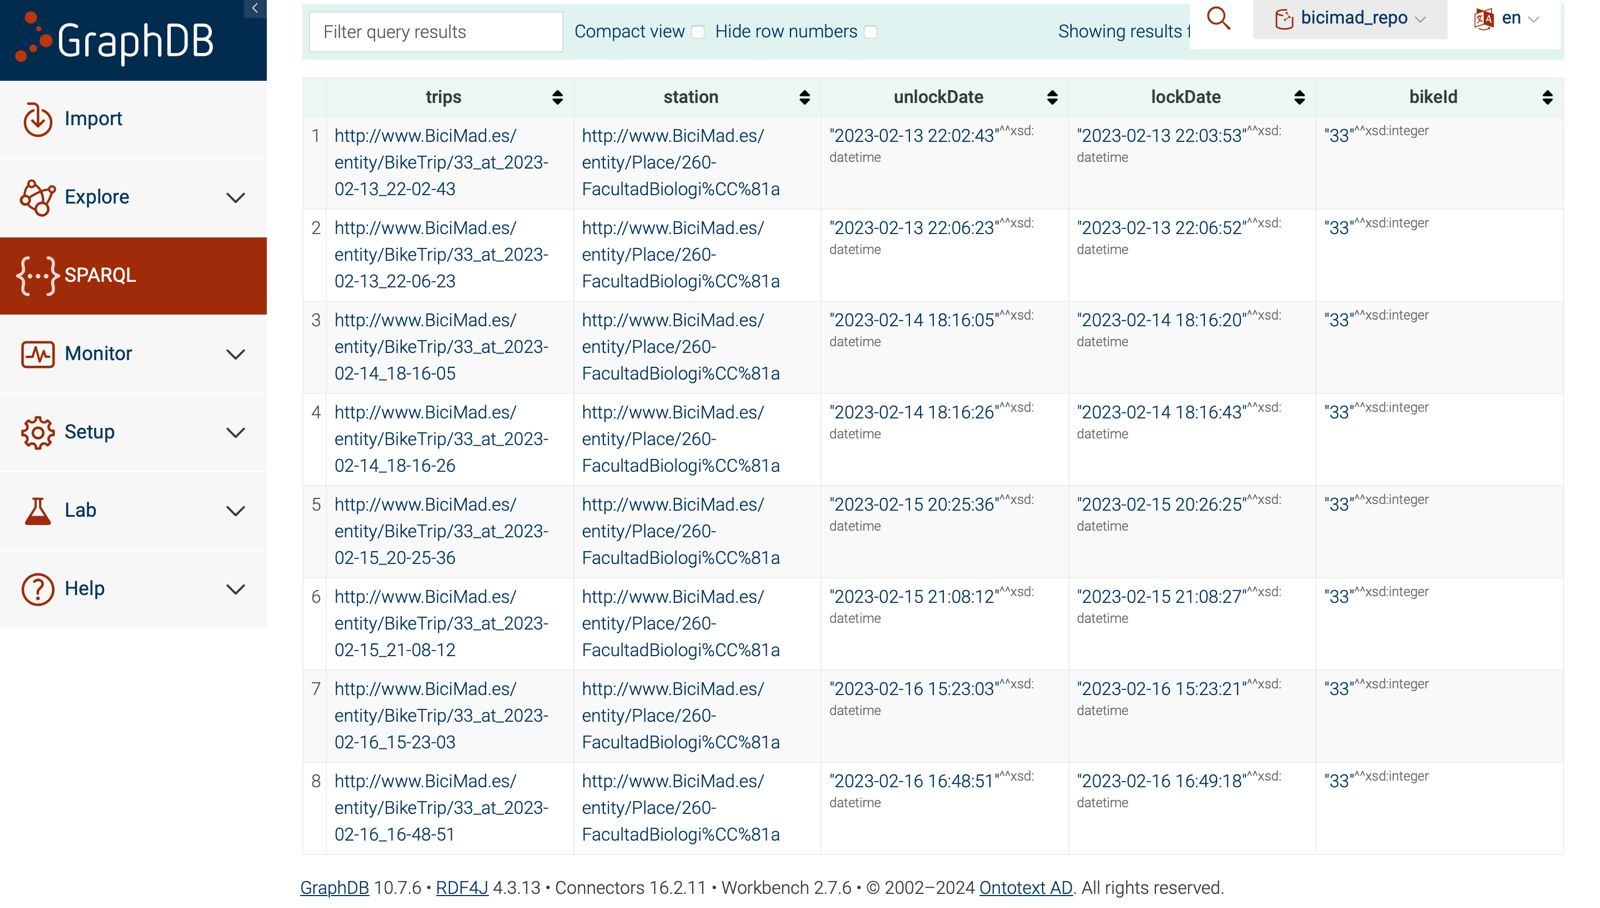 GraphDB
Import
Explore
SPARQL
Monitor
Setup
Lab
Help
Filter query results
Compact view
Hide row numbers
Showing results f
bicimad_repo
en
trips station unlockDate lockDate bikeId
1 http://www.BiciMad.es/ http://www.BiciMad.es/ "2023-02-13 22:02:43"^^xsd: "2023-02-13 22:03:53"^^xsd: "33"^^xsd:integer
entity/BikeTrip/33_at_2023- entity/Place/260- datetime datetime
02-13_22-02-43 FacultadBiologi%CC%81a
2 http://www.BiciMad.es/ http://www.BiciMad.es/ "2023-02-13 22:06:23"^^xsd: "2023-02-13 22:06:52"^^xsd: "33"^^xsd:integer
entity/BikeTrip/33_at_2023- entity/Place/260- datetime datetime
02-13_22-06-23 FacultadBiologi%CC%81a
3 http://www.BiciMad.es/ http://www.BiciMad.es/ "2023-02-14 18:16:05"^^xsd: "2023-02-14 18:16:20"^^xsd: "33"^^xsd:integer
entity/BikeTrip/33_at_2023- entity/Place/260- datetime datetime
02-14_18-16-05 FacultadBiologi%CC%81a
4 http://www.BiciMad.es/ http://www.BiciMad.es/ "2023-02-14 18:16:26"^^xsd: "2023-02-14 18:16:43"^^xsd: "33"^^xsd:integer
entity/BikeTrip/33_at_2023- entity/Place/260- datetime datetime
02-14_18-16-26 FacultadBiologi%CC%81a
5 http://www.BiciMad.es/ http://www.BiciMad.es/ "2023-02-15 20:25:36"^^xsd: "2023-02-15 20:26:25"^^xsd: "33"^^xsd:integer
entity/BikeTrip/33_at_2023- entity/Place/260- datetime datetime
02-15_20-25-36 FacultadBiologi%CC%81a
6 http://www.BiciMad.es/ http://www.BiciMad.es/ "2023-02-15 21:08:12"^^xsd: "2023-02-15 21:08:27"^^xsd: "33"^^xsd:integer
entity/BikeTrip/33_at_2023- entity/Place/260- datetime datetime
02-15_21-08-12 FacultadBiologi%CC%81a
7 http://www.BiciMad.es/ http://www.BiciMad.es/ "2023-02-16 15:23:03"^^xsd: "2023-02-16 15:23:21"^^xsd: "33"^^xsd:integer
entity/BikeTrip/33_at_2023- entity/Place/260- datetime datetime
02-16_15-23-03 FacultadBiologi%CC%81a
8 http://www.BiciMad.es/ http://www.BiciMad.es/ "2023-02-16 16:48:51"^^xsd: "2023-02-16 16:49:18"^^xsd: "33"^^xsd:integer
entity/BikeTrip/33_at_2023- entity/Place/260- datetime datetime
02-16_16-48-51 FacultadBiologi%CC%81a
GraphDB 10.7.6 • RDF4J 4.3.13 • Connectors 16.2.11 • Workbench 2.7.6 • © 2002–2024 Ontotext AD. All rights reserved.